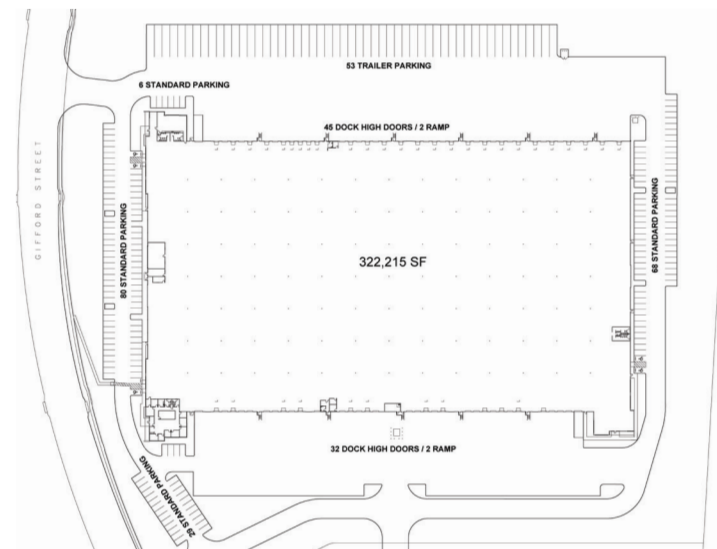 53 TRAILER PARKING
6 STANDARD PARKING
45 DOCK HIGH DOORS / 2 RAMP
GIFFORD STREET
80 STANDARD PARKING
322,215 SF
68 STANDARD PARKING
32 DOCK HIGH DOORS / 2 RAMP
29 STANDARD PARKING